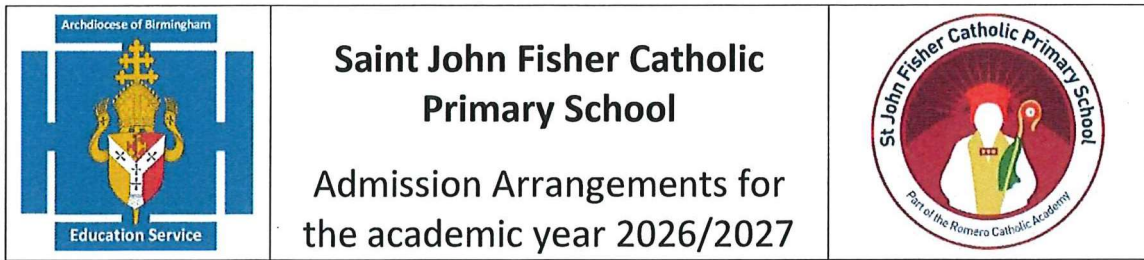 Archdiocese of Birmingham
Education Service
Saint John Fisher Catholic
Primary School
Admission Arrangements for
the academic year 2026/2027
St John Fisher Catholic Primary School
Part of the Romero Catholic Academy